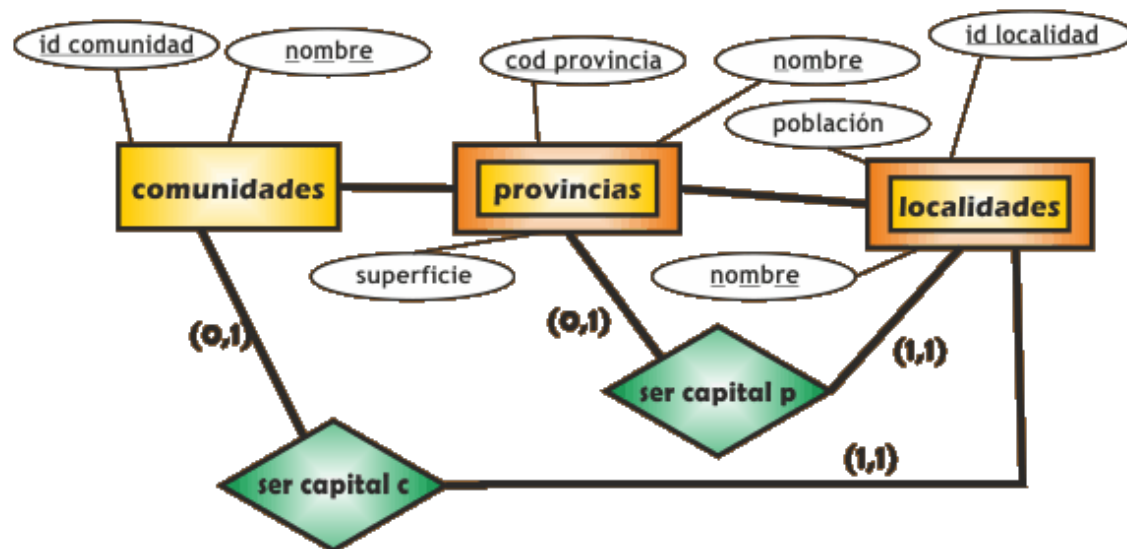 id comunidad
nombre
cod provincia
nombre
id localidad
población
comunidades
provincias
localidades
superficie
nombre
(0,1)
(0,1)
(1,1)
ser capital p
(1,1)
ser capital c